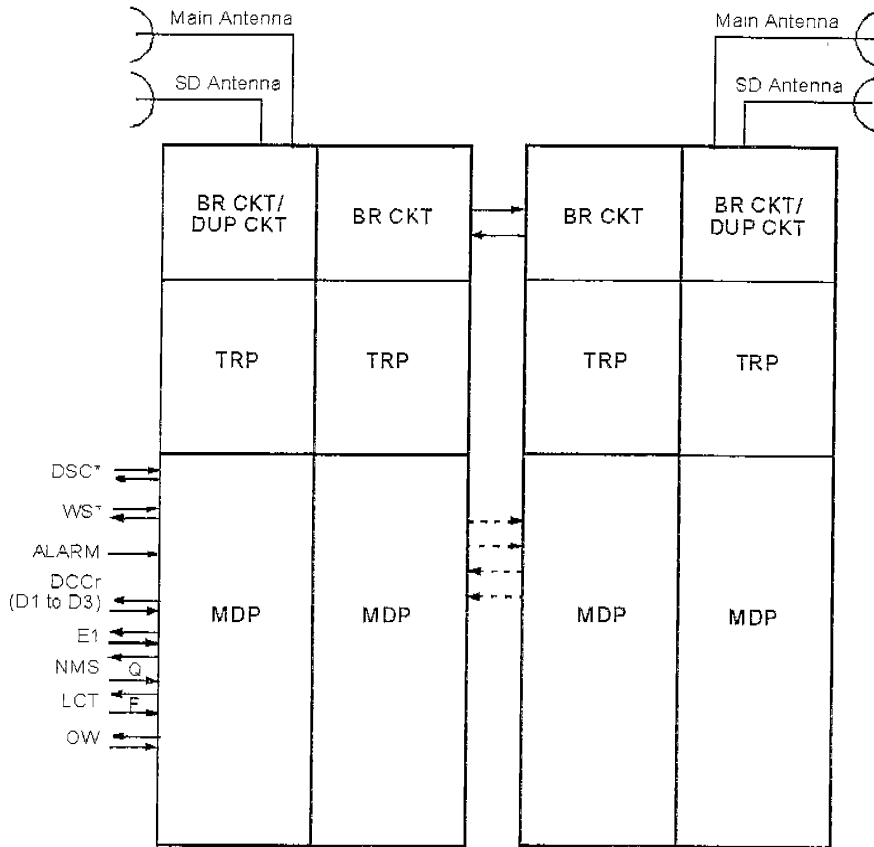 Main Antenna
Main Antenna
SD Antenna
SD Antenna
BR CKT/
DUP CKT
BR CKT
BR CKT
BR CKT/
DUP CKT
TRP
TRP
TRP
TRP
DSC*
WS*
ALARM
DCCr
(D1 to D3)
E1
NMS Q
LCT F
OW
MDP
MDP
MDP
MDP